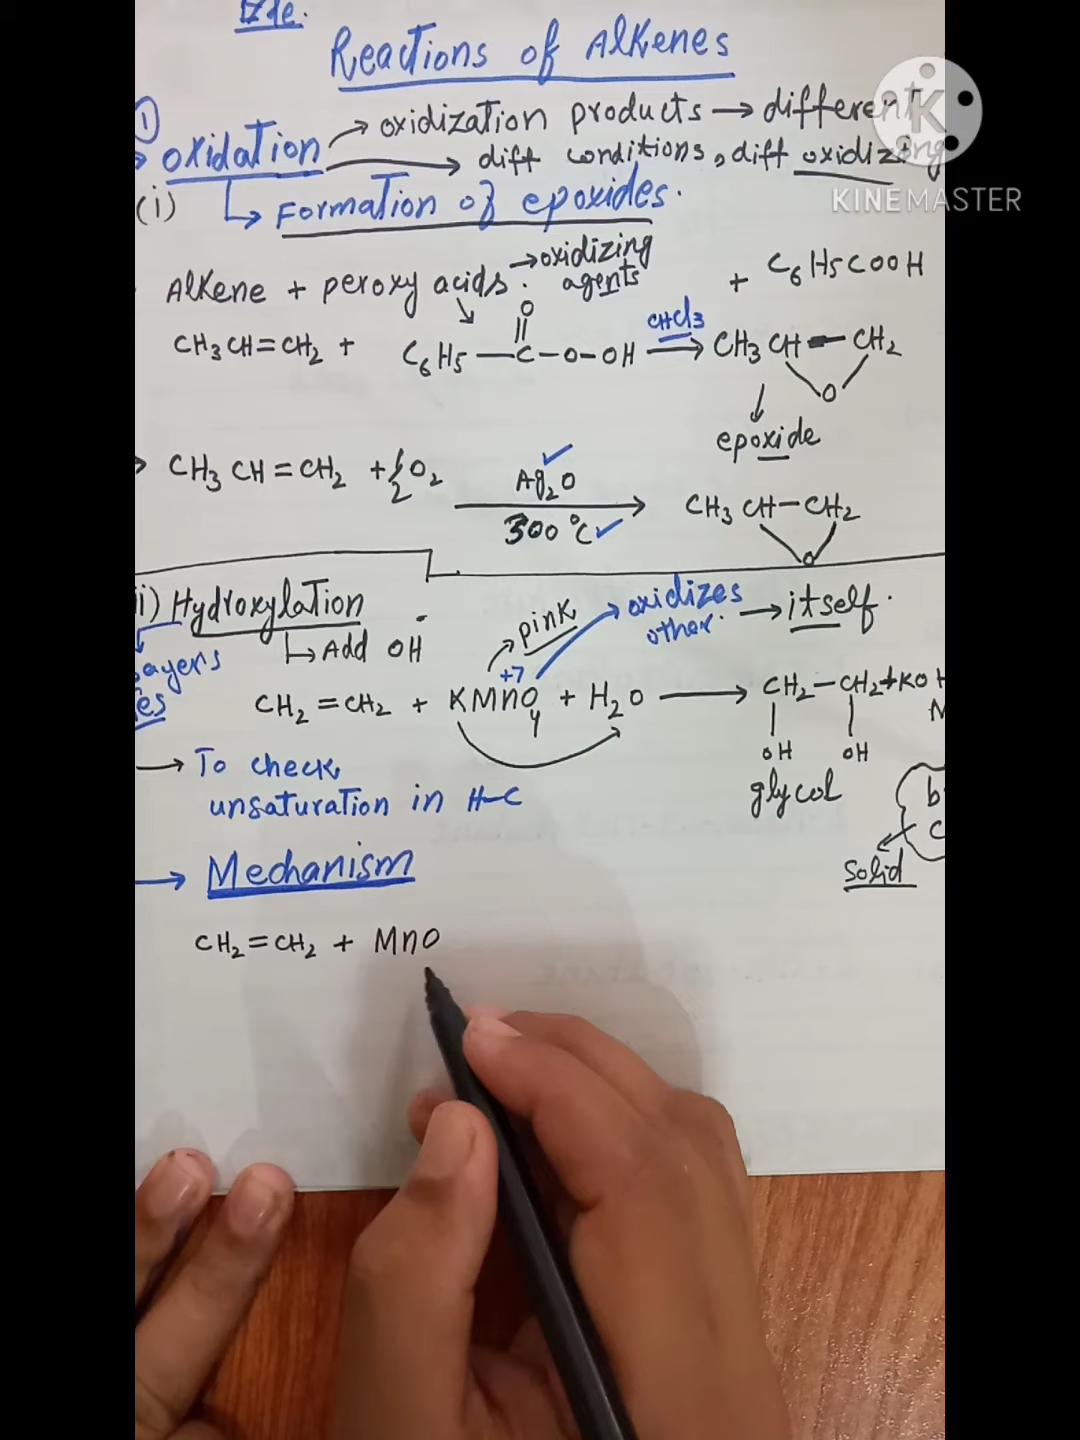 Reactions of Alkenes
①
Oxidation → oxidization products → different
→ diff conditions, diff oxidizing
(i) ↳ Formation of epoxides.
KINEMASTER
Alkene + peroxy acids. → oxidizing agents
+ C6H5COOH
CH3CH=CH2 + C6H5—C—O—OH →CHCl3 CH3CH—CH2
O
O
epoxide
CH3CH=CH2 + ½O2 Ag2O CH3CH—CH2
300°C
O
ii) Hydroxylation
↳ Add OH
pink → oxidizes other. → itself.
ayers
es
+7
CH2=CH2 + KMnO4 + H2O → CH2—CH2+KOH
OH OH
glycol
→ To check
unsaturation in H-C
b
c
solid
→ Mechanism
CH2=CH2 + MnO